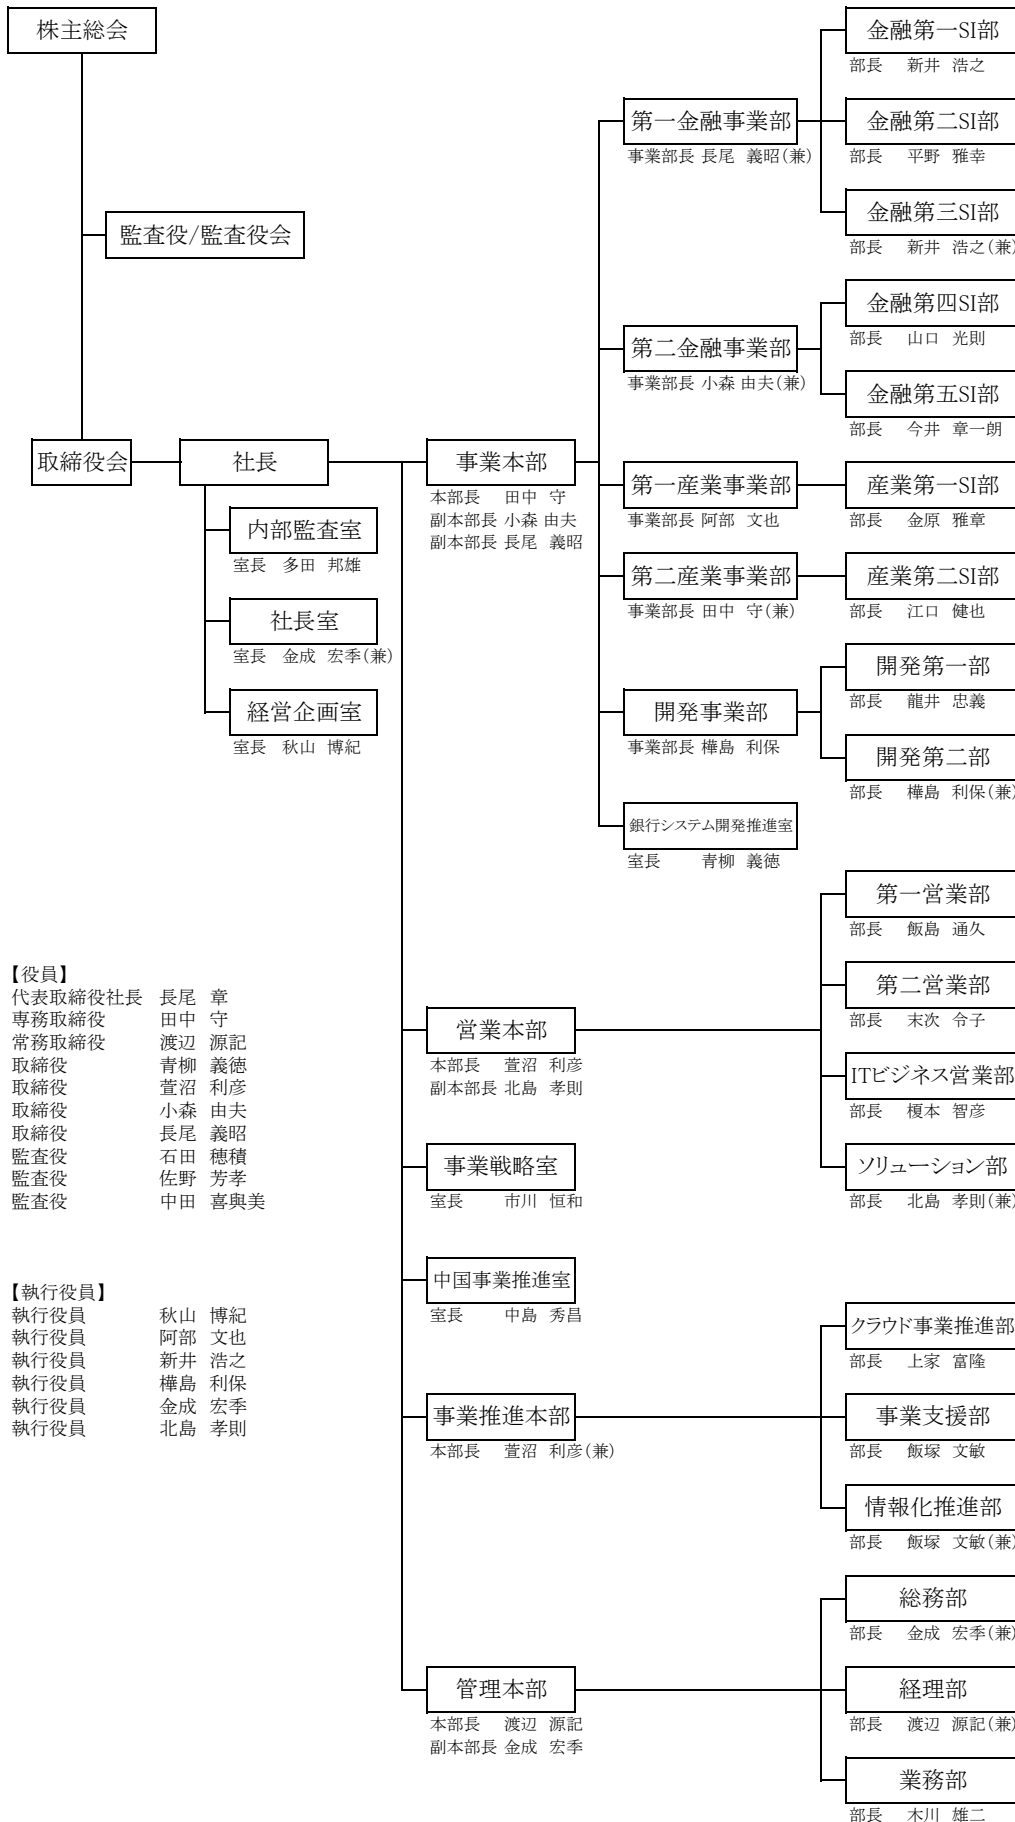 株主総会
監査役/監査役会
取締役会
社長
内部監査室
室長 多田 邦雄
社長室
室長 金成 宏季(兼)
経営企画室
室長 秋山 博紀
事業本部
本部長 田中 守
副本部長 小森 由夫
副本部長 長尾 義昭
第一金融事業部
事業部長 長尾 義昭(兼)
金融第一SI部
部長 新井 浩之
金融第二SI部
部長 平野 雅幸
金融第三SI部
部長 新井 浩之(兼)
第二金融事業部
事業部長 小森 由夫(兼)
金融第四SI部
部長 山口 光則
金融第五SI部
部長 今井 章一朗
第一産業事業部
事業部長 阿部 文也
産業第一SI部
部長 金原 雅章
第二産業事業部
事業部長 田中 守(兼)
産業第二SI部
部長 江口 健也
開発事業部
事業部長 樺島 利保
開発第一部
部長 龍井 忠義
開発第二部
部長 樺島 利保(兼)
銀行システム開発推進室
室長 青柳 義徳
営業本部
本部長 萱沼 利彦
副本部長 北島 孝則
第一営業部
部長 飯島 通久
第二営業部
部長 末次 令子
ITビジネス営業部
部長 榎本 智彦
ソリューション部
部長 北島 孝則(兼)
事業戦略室
室長 市川 恒和
中国事業推進室
室長 中島 秀昌
事業推進本部
本部長 萱沼 利彦(兼)
クラウド事業推進部
部長 上家 富隆
事業支援部
部長 飯塚 文敏
情報化推進部
部長 飯塚 文敏(兼)
管理本部
本部長 渡辺 源記
副本部長 金成 宏季
総務部
部長 金成 宏季(兼)
経理部
部長 渡辺 源記(兼)
業務部
部長 木川 雄二
【役員】
代表取締役社長 長尾 章
専務取締役 田中 守
常務取締役 渡辺 源記
取締役 青柳 義徳
取締役 萱沼 利彦
取締役 小森 由夫
取締役 長尾 義昭
監査役 石田 穂積
監査役 佐野 芳孝
監査役 中田 喜與美
【執行役員】
執行役員 秋山 博紀
執行役員 阿部 文也
執行役員 新井 浩之
執行役員 樺島 利保
執行役員 金成 宏季
執行役員 北島 孝則